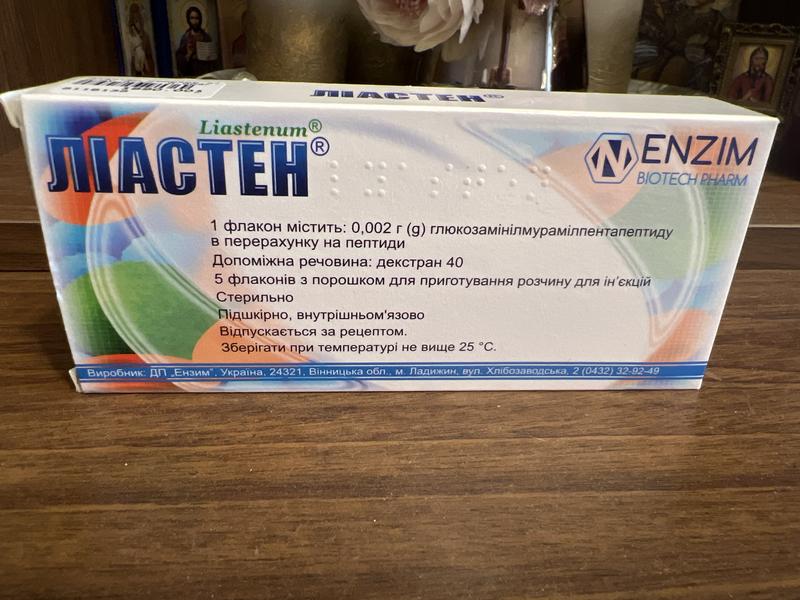 ЛІАСТЕН®
Liastenum®
ЛІАСТЕН®
ENZIM
BIOTECH PHARM
1 флакон містить: 0,002 г (g) глюкозамінілмурамілпентапептиду
в перерахунку на пептиди
Допоміжна речовина: декстран 40
5 флаконів з порошком для приготування розчину для ін'єкцій
Стерильно
Підшкірно, внутрішньом'язово
Відпускається за рецептом.
Зберігати при температурі не вище 25 °С.
Виробник: ДП „Ензим", Україна, 24321, Вінницька обл., м. Ладижин, вул. Хлібозаводська, 2 (0432) 32-92-49